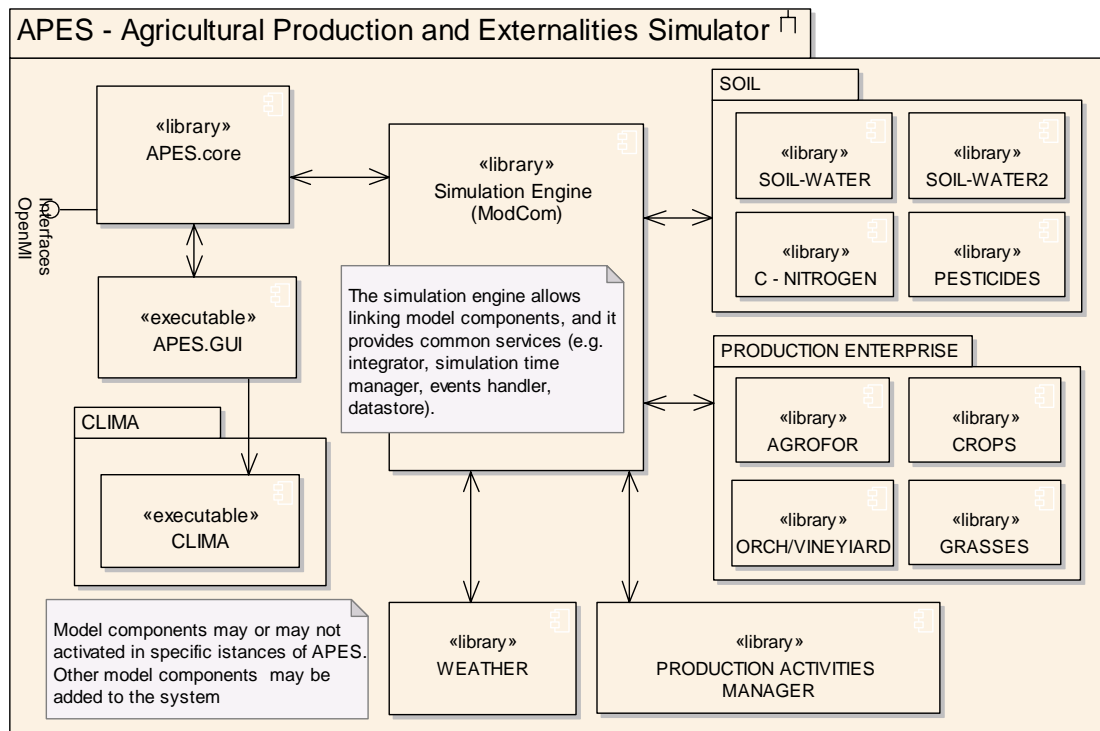 APES - Agricultural Production and Externalities Simulator
«library»
APES.core
Interfaces
OpenMI
«executable»
APES.GUI
CLIMA
«executable»
CLIMA
Model components may or may not
activated in specific istances of APES.
Other model components may be
added to the system
«library»
Simulation Engine
(ModCom)
The simulation engine allows
linking model components, and it
provides common services (e.g.
integrator, simulation time
manager, events handler,
datastore).
«library»
WEATHER
«library»
PRODUCTION ACTIVITIES
MANAGER
SOIL
«library»
SOIL-WATER
«library»
SOIL-WATER2
«library»
C - NITROGEN
«library»
PESTICIDES
PRODUCTION ENTERPRISE
«library»
AGROFOR
«library»
CROPS
«library»
ORCH/VINEYIARD
«library»
GRASSES